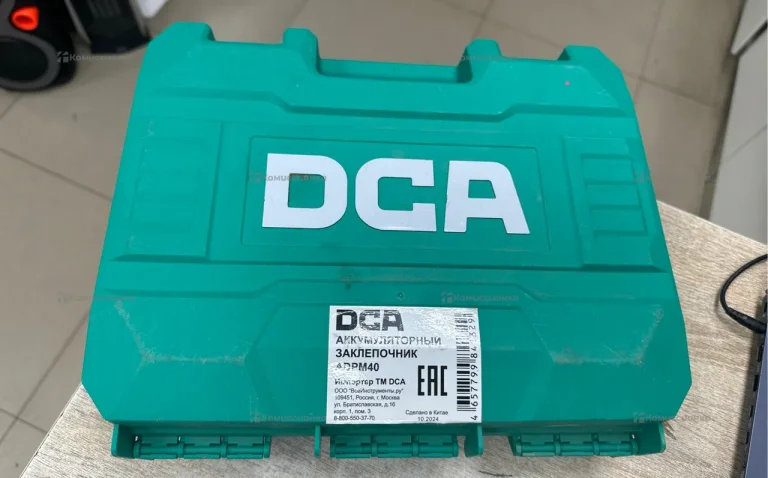 DCA
DCA
АККУМУЛЯТОРНЫЙ
ЗАКЛЕПОЧНИК
ADPM40
Импортер ТМ DCA
ООО "ВсеИнструменты.ру"
109451, Россия, г. Москва
ул. Братиславская, д.16
корп. 1, пом. 3
8-800-550-37-70
EAC
Сделано в Китае
10.2024